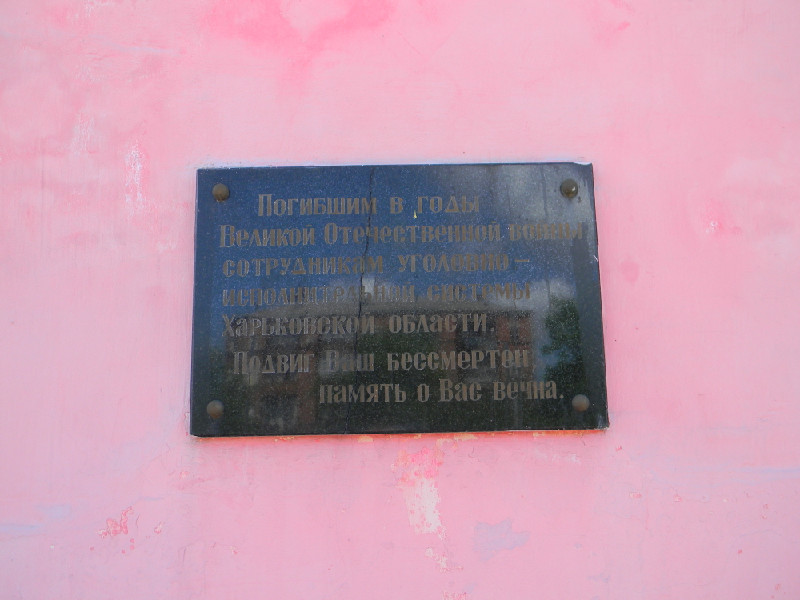 Погибшим в годы
Великой Отечественной войны
сотрудникам уголовно–
исполнительной системы
Харьковской области.
Подвиг Ваш бессмертен
память о Вас вечна.